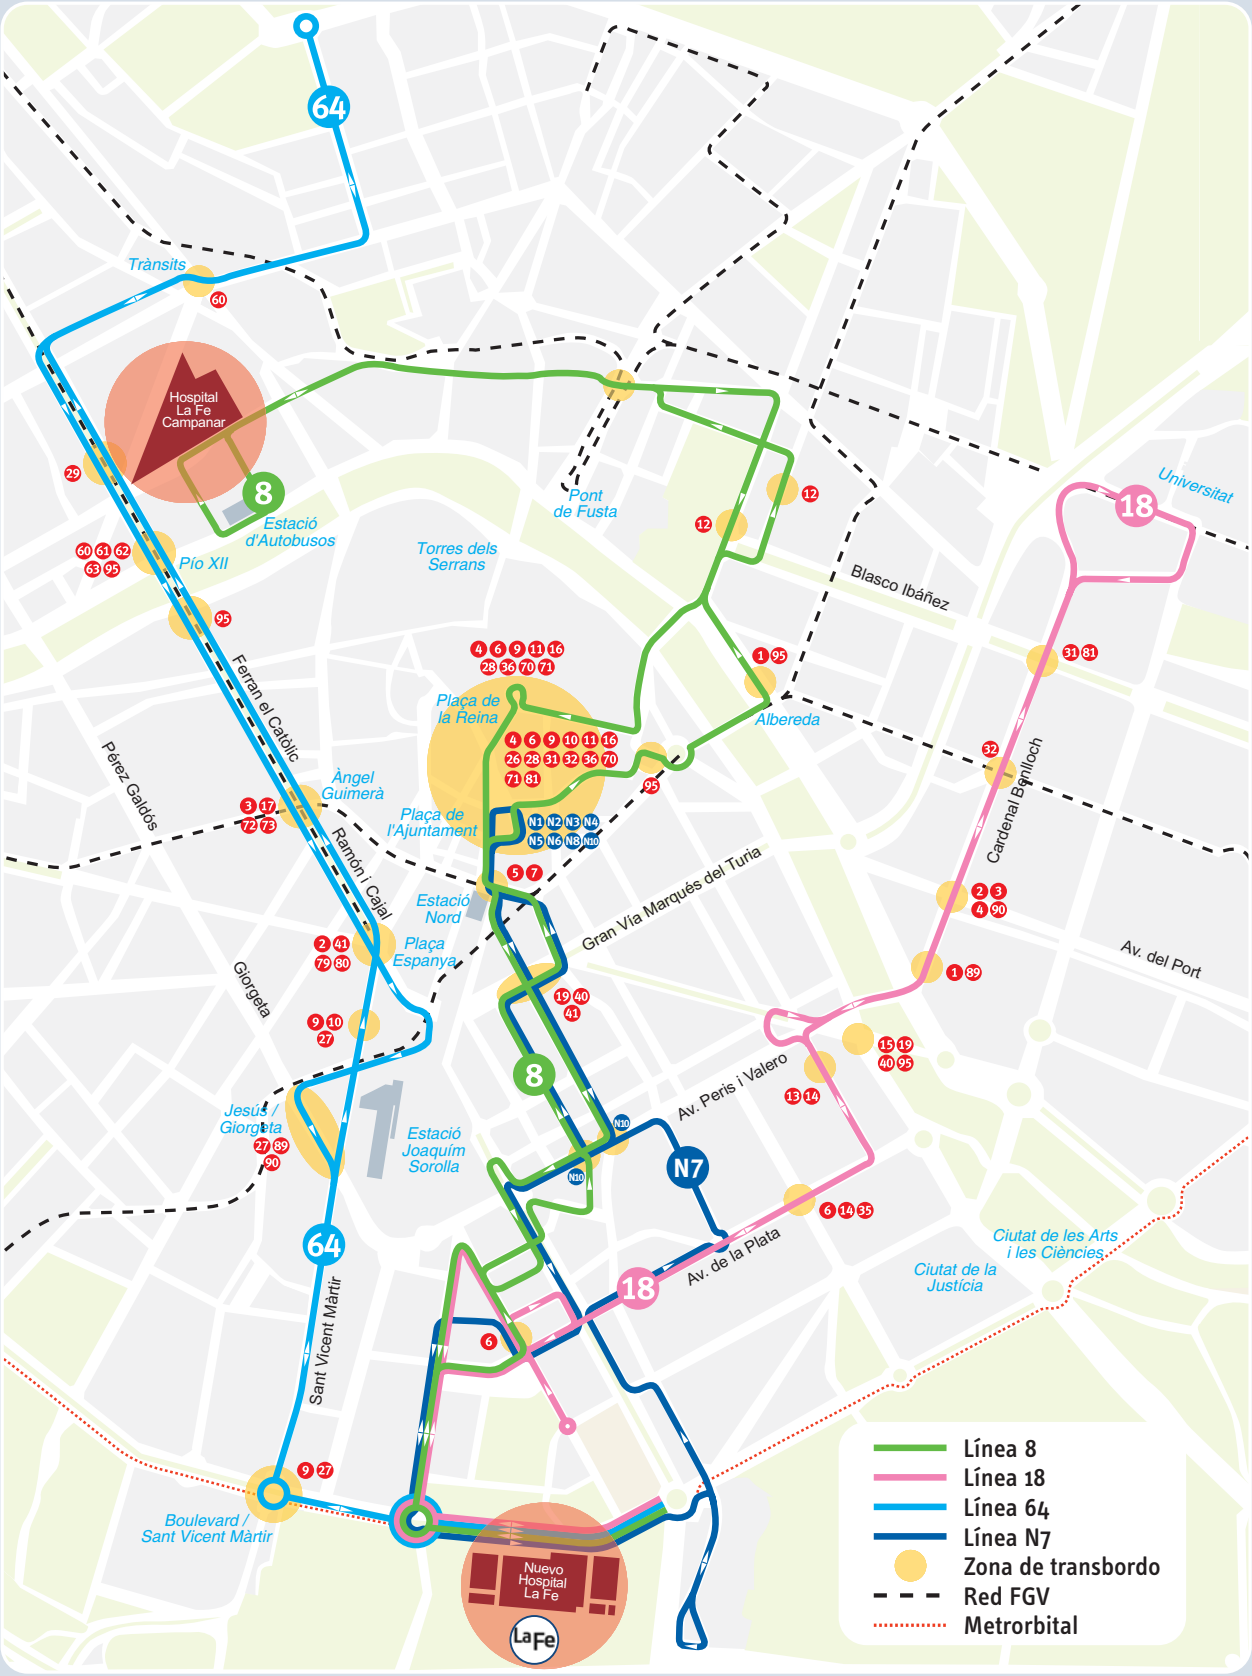 64
Trànsits
60
Hospital
La Fe
Campanar
29
8
Estació
d'Autobusos
60 61 62
63 95
Pío XII
95
Pont
de Fusta
Torres dels
Serrans
12
12
Blasco Ibáñez
18
Universitat
31 81
1 95
Albereda
32
Cardenal Benlloch
4 6 9 11 16
28 36 70 71
Plaça de
la Reina
4 6 9 10 11 16
26 28 31 32 36 70
71 81
95
Plaça de
l'Ajuntament
N1 N2 N3 N4
N5 N6 N8 N10
5 7
Estació
Nord
Ferran el Catòlic
Pérez Galdós
Àngel
Guimerà
3 17
72 73
Ramón i Cajal
2 41
79 80
Plaça
Espanya
Giorgeta
9 10
27
Gran Vía Marqués del Turia
19 40
41
2 3
4 90
Av. del Port
1 89
15 19
40 95
13 14
Av. Peris i Valero
8
N10
N10
N7
Jesús /
Giorgeta
27 89
90
Estació
Joaquím
Sorolla
6 14 35
Av. de la Plata
Ciutat de les Arts
i les Ciències
Ciutat de la
Justícia
64
18
Sant Vicent Màrtir
6
9 27
Boulevard /
Sant Vicent Màrtir
Nuevo
Hospital
La Fe
LaFe
Línea 8
Línea 18
Línea 64
Línea N7
Zona de transbordo
Red FGV
Metrorbital